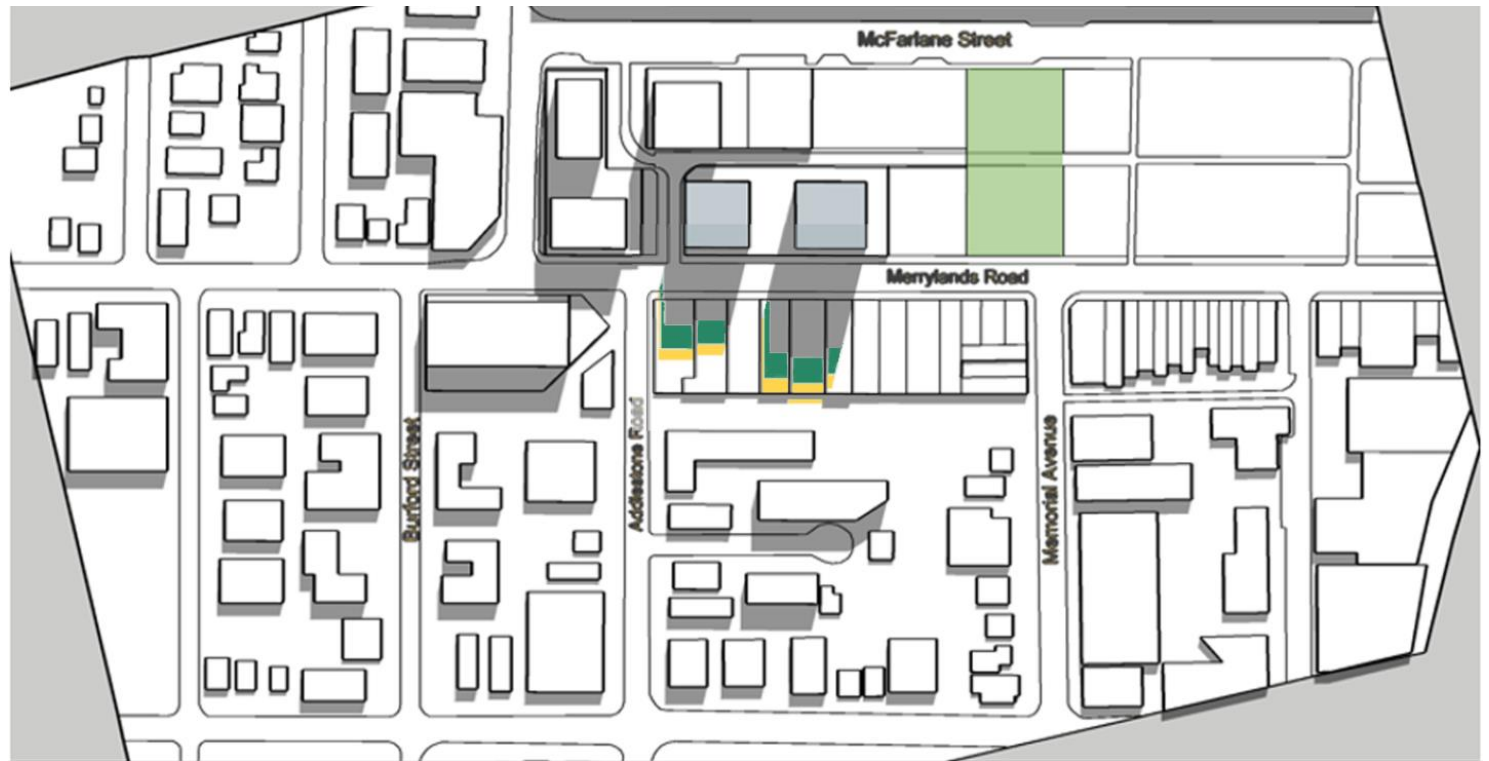 McFarlane Street
Merrylands Road
Burford Street
Addlestone Road
Memorial Avenue